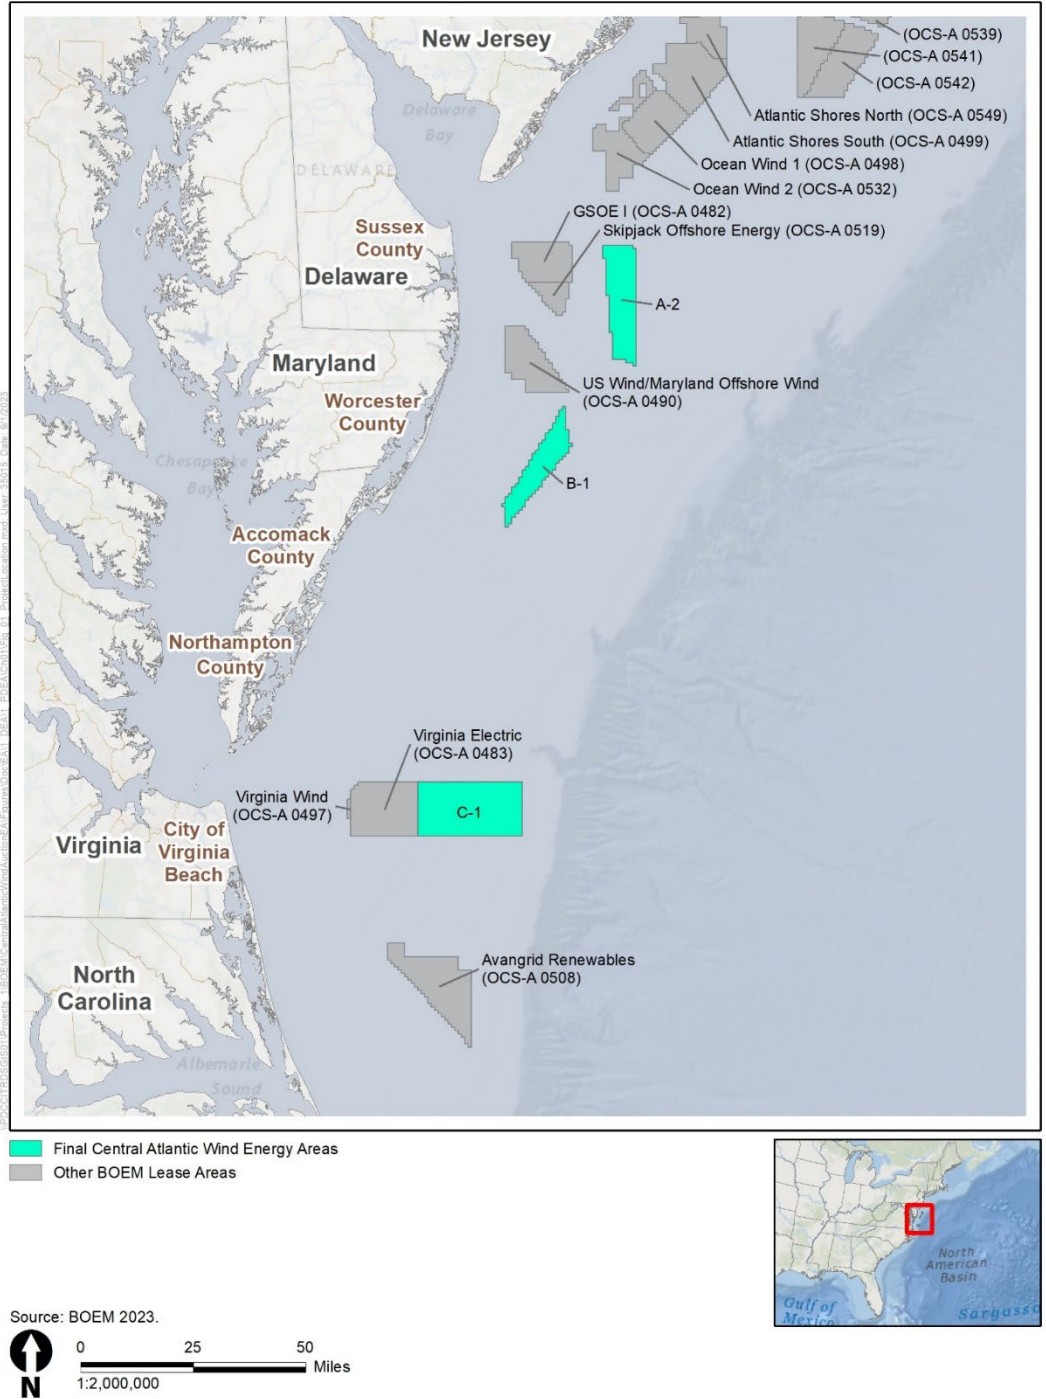 New Jersey
(OCS-A 0539)
(OCS-A 0541)
(OCS-A 0542)
Delaware
Bay
Atlantic Shores North (OCS-A 0549)
Atlantic Shores South (OCS-A 0499)
Ocean Wind 1 (OCS-A 0498)
Ocean Wind 2 (OCS-A 0532)
DELAWARE
GSOE I (OCS-A 0482)
Skipjack Offshore Energy (OCS-A 0519)
Sussex
County
Delaware
A-2
Maryland
US Wind/Maryland Offshore Wind
(OCS-A 0490)
Worcester
County
Chesapeake
Bay
B-1
Accomack
County
Northampton
County
Virginia Electric
(OCS-A 0483)
Virginia Wind
(OCS-A 0497)
C-1
Virginia
City of
Virginia
Beach
Avangrid Renewables
(OCS-A 0508)
North
Carolina
Albemarle
Sound
Final Central Atlantic Wind Energy Areas
Other BOEM Lease Areas
North
American
Basin
Gulf of
Mexico
Sargasso
Source: BOEM 2023.
N
0 25 50
Miles
1:2,000,000